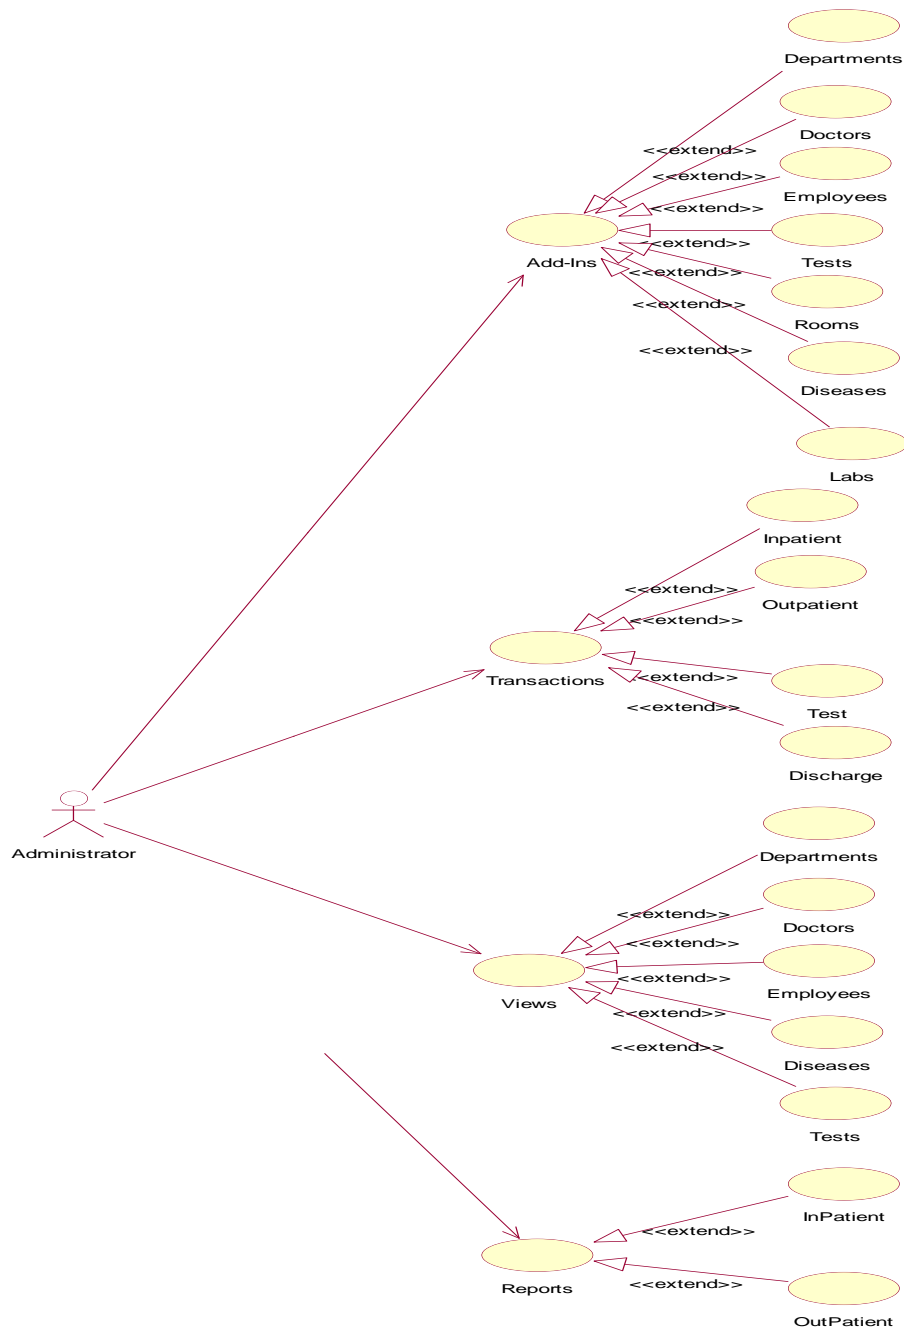 Departments
Doctors
<<extend>>
<<extend>>
Employees
<<extend>>
<<extend>>
Add-Ins
Tests
<<extend>>
<<extend>>
Rooms
<<extend>>
Diseases
Labs
Inpatient
<<extend>>
Outpatient
<<extend>>
<<extend>>
Transactions
<<extend>>
Test
Discharge
Administrator
Departments
<<extend>>
Doctors
<<extend>>
<<extend>>
Employees
Views
<<extend>>
<<extend>>
Diseases
Tests
InPatient
<<extend>>
<<extend>>
Reports
OutPatient